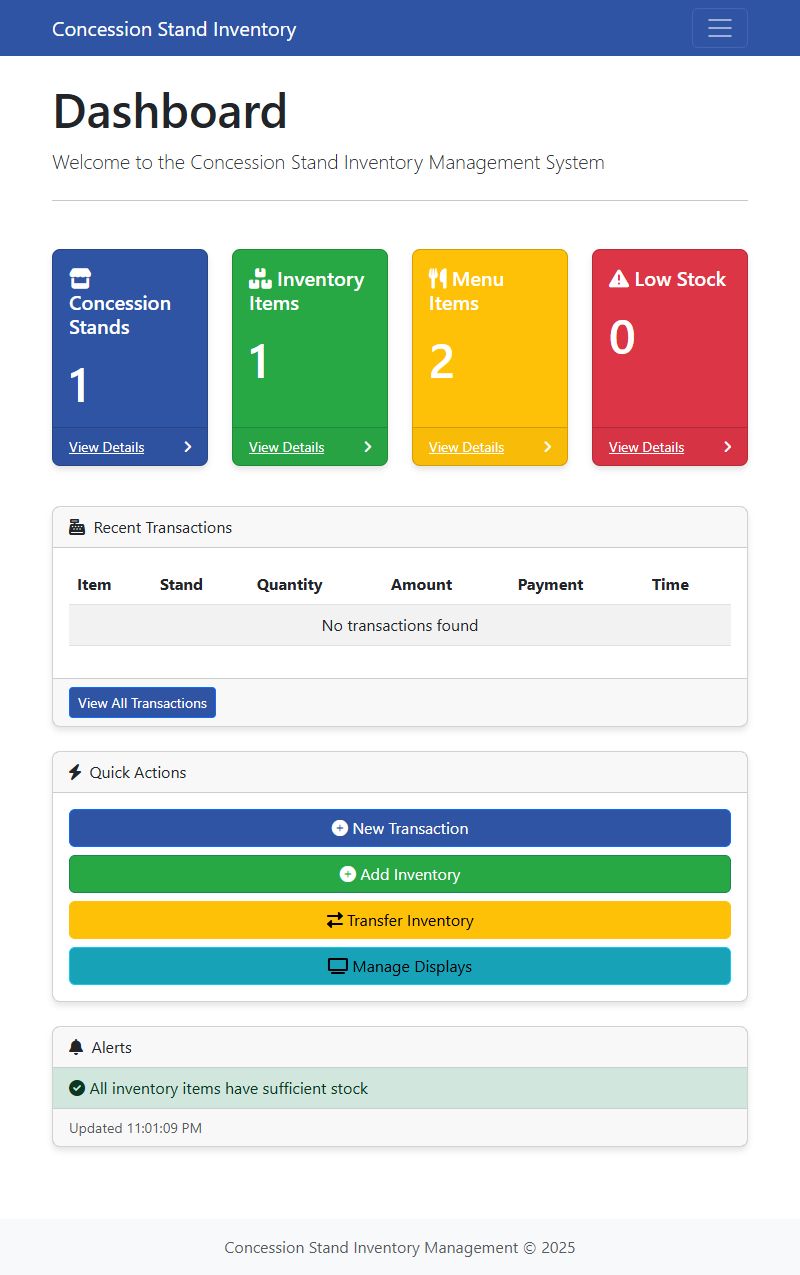 Concession Stand Inventory
Dashboard
Welcome to the Concession Stand Inventory Management System
Concession
Stands
1
View Details
Inventory
Items
1
View Details
Menu
Items
2
View Details
Low Stock
0
View Details
Recent Transactions
Item Stand Quantity Amount Payment Time
No transactions found
View All Transactions
Quick Actions
New Transaction
Add Inventory
Transfer Inventory
Manage Displays
Alerts
All inventory items have sufficient stock
Updated 11:01:09 PM
Concession Stand Inventory Management © 2025